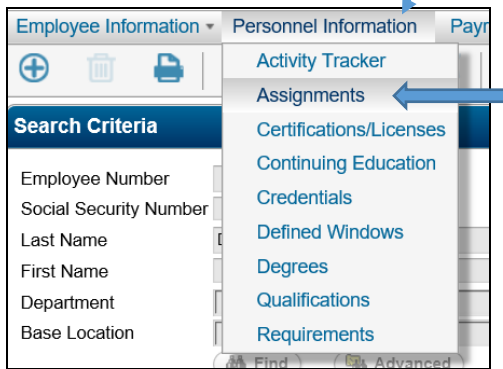 Employee Information Personnel Information
Activity Tracker
Assignments
Search Criteria Certifications/Licenses
Continuing Education
Employee Number
Credentials
Social Security Number
Defined Windows
Last Name
Degrees
First Name
Qualifications
Department
Requirements
Base Location
Find Advanced